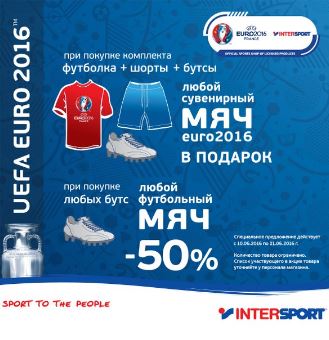 UEFA EURO 2016™
UEFA
EURO2016
FRANCE
INTERSPORT
OFFICIAL SPORTS SHOP OF LICENSED PRODUCTS
при покупке комплекта
футболка + шорты + бутсы
любой
сувенирный
МЯЧ
euro2016
В ПОДАРОК
при покупке
любых бутс
любой
футбольный
МЯЧ
-50%
Специальное предложение действует
с 10.06.2016 по 21.06.2016 г.
Количество товара ограничено.
Список участвующего в акции товара
уточняйте у персонала магазина.
SPORT TO THE PEOPLE
INTERSPORT